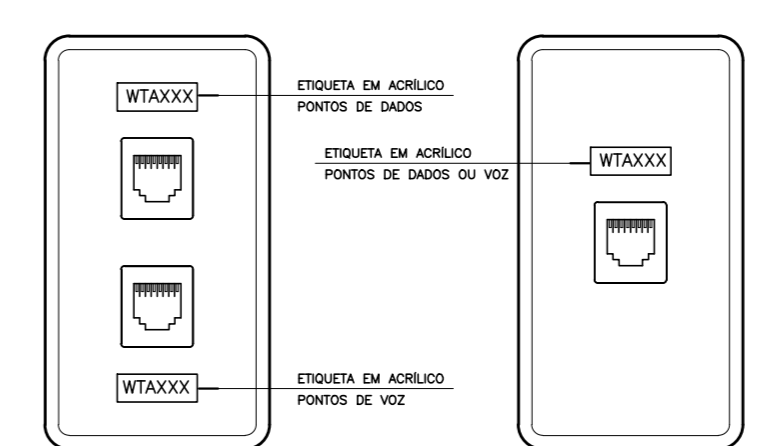 WTAXXX
ETIQUETA EM ACRÍLICO
PONTOS DE DADOS
ETIQUETA EM ACRÍLICO
PONTOS DE DADOS OU VOZ
WTAXXX
WTAXXX
ETIQUETA EM ACRÍLICO
PONTOS DE VOZ